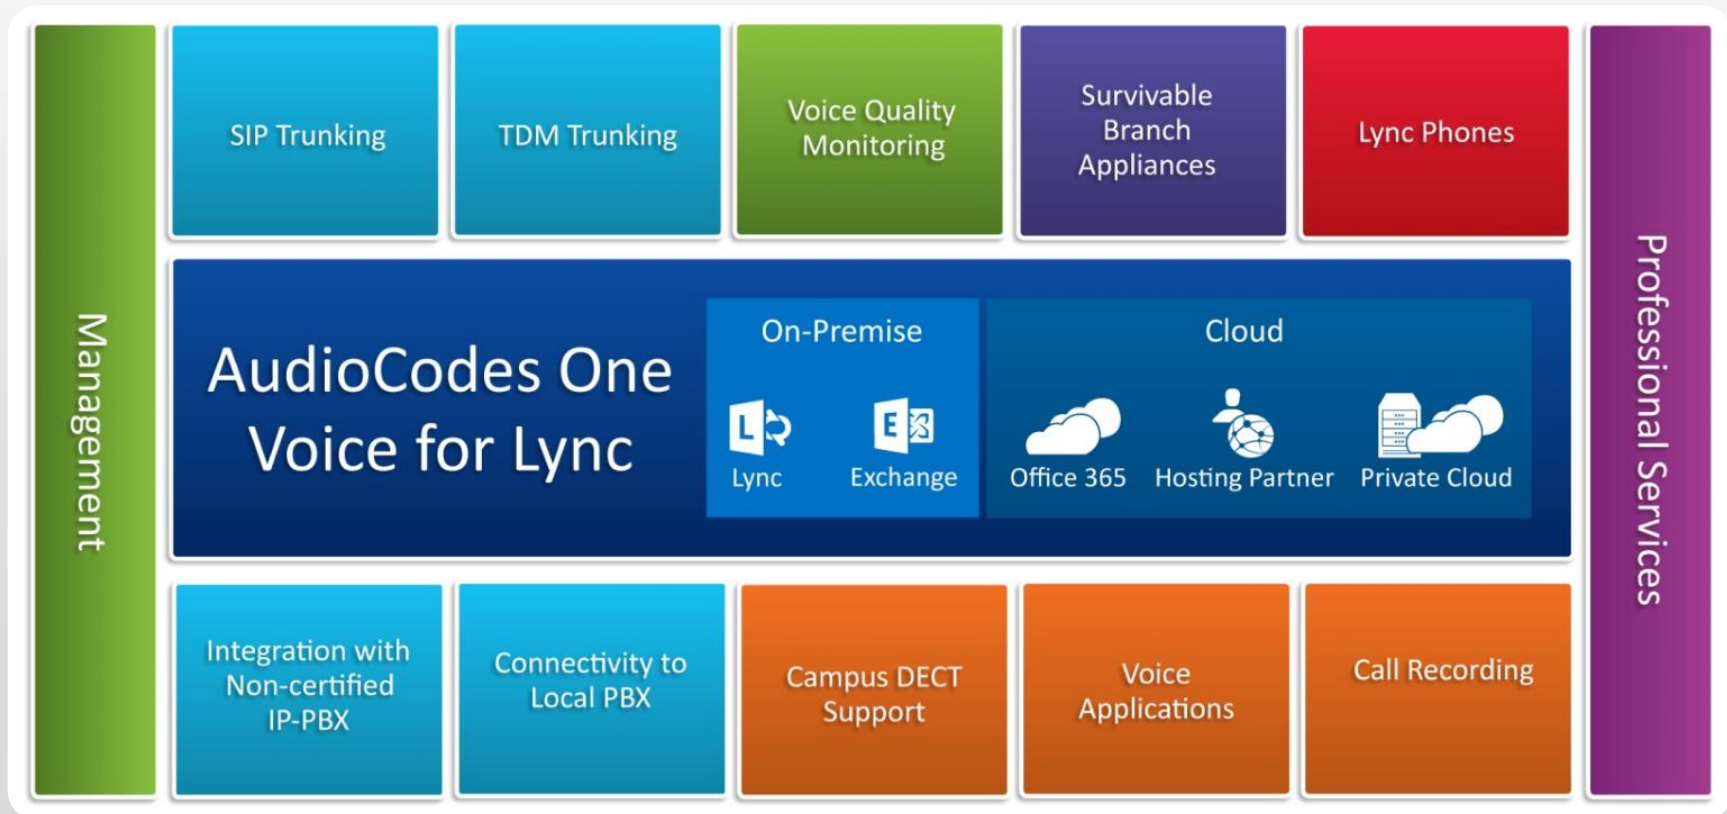 Management
SIP Trunking
TDM Trunking
Voice Quality
Monitoring
Survivable
Branch
Appliances
Lync Phones
AudioCodes One
Voice for Lync
On-Premise
L
Lync
E
Exchange
Cloud
Office 365
Hosting Partner
Private Cloud
Integration with
Non-certified
IP-PBX
Connectivity to
Local PBX
Campus DECT
Support
Voice
Applications
Call Recording
Professional Services